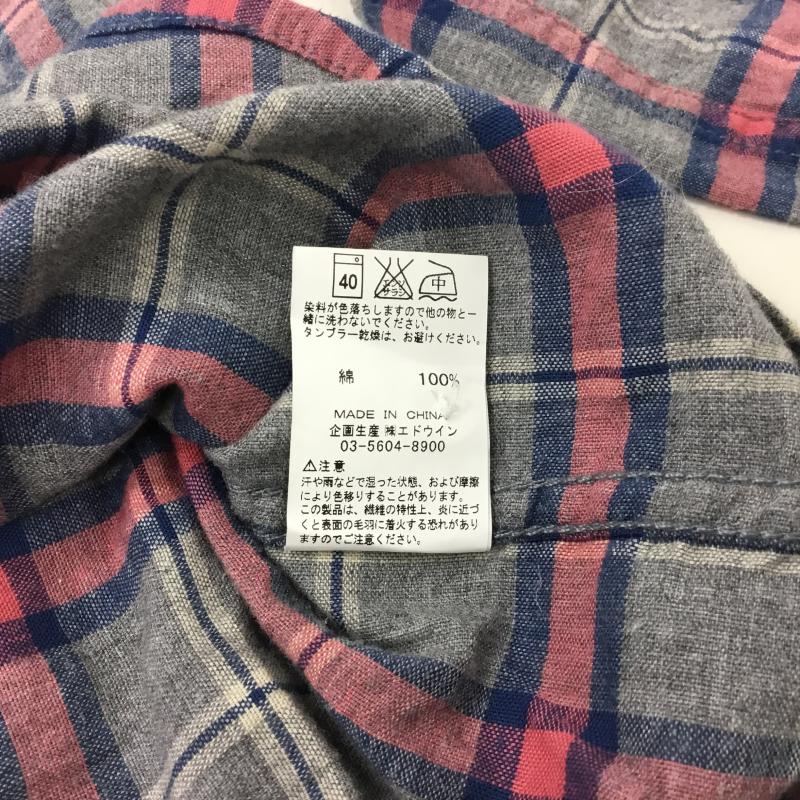 40 エンソ サラシ 中
染料が色落ちしますので他の物と一
緒に洗わないでください。
タンブラー乾燥は、お避けください。
綿 100%
MADE IN CHINA
企画生産 ㈱エドウイン
03-5604-8900
⚠注意
汗や雨などで湿った状態、および摩擦
により色移りすることがあります。
この製品は、繊維の特性上、炎に近づ
くと表面の毛羽に着火する恐れがあり
ますのでご注意ください。